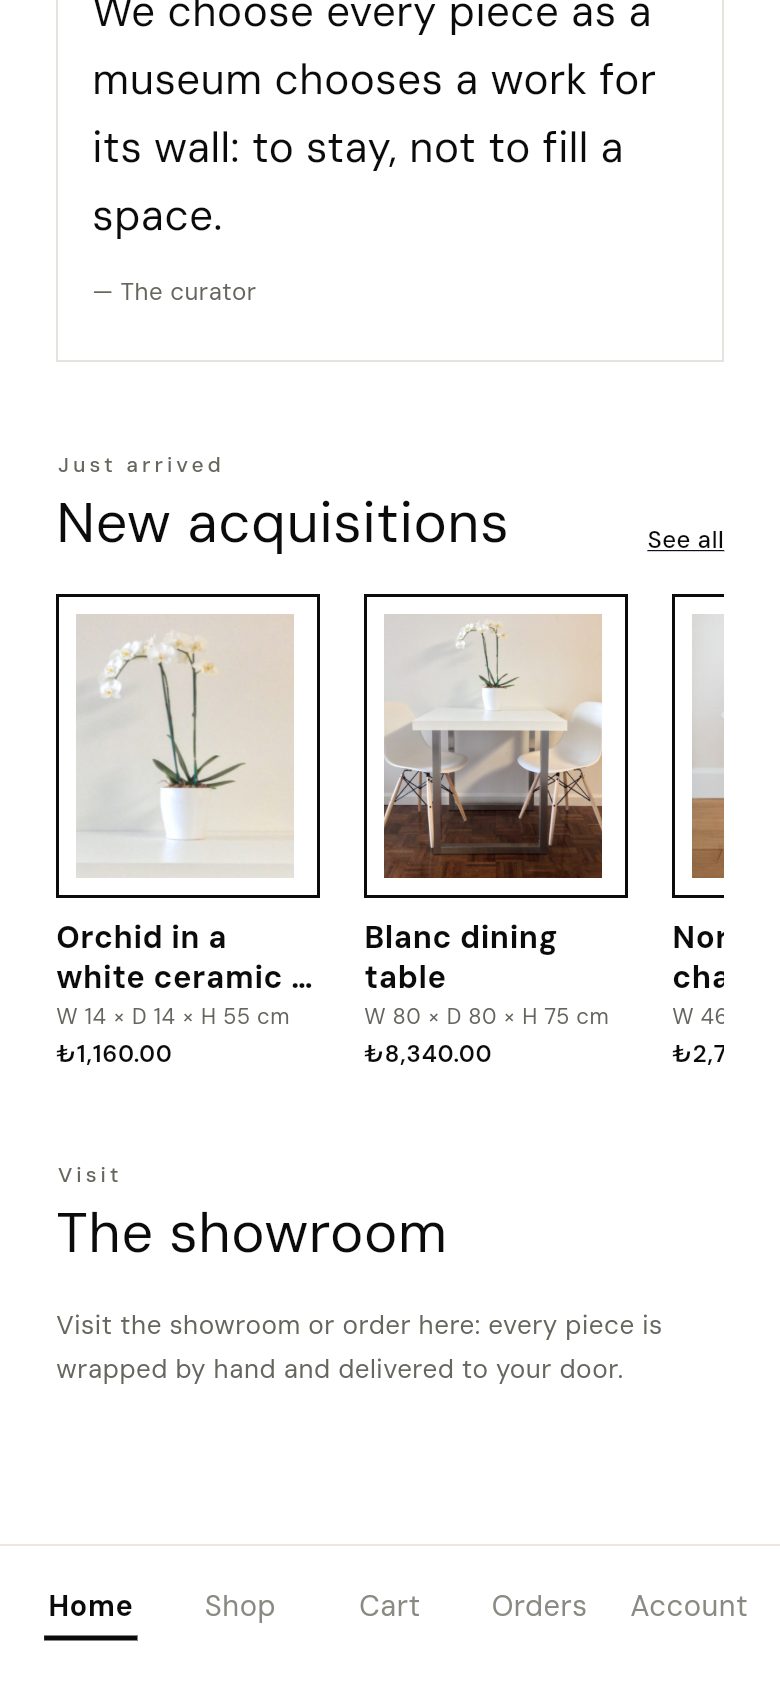 We choose every piece as a
museum chooses a work for
its wall: to stay, not to fill a
space.
— The curator
Just arrived
New acquisitions
See all
Orchid in a
white ceramic ...
W 14 × D 14 × H 55 cm
₺1,160.00
Blanc dining
table
W 80 × D 80 × H 75 cm
₺8,340.00
W 46
₺2,7
Visit
The showroom
Visit the showroom or order here: every piece is
wrapped by hand and delivered to your door.
Home
Shop
Cart
Orders
Account